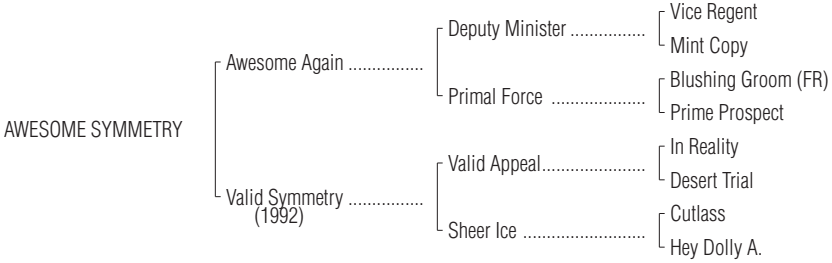 Vice Regent
Deputy Minister ................
Mint Copy
Awesome Again ................
Blushing Groom (FR)
Primal Force ....................
Prime Prospect
AWESOME SYMMETRY
In Reality
Valid Appeal......................
Desert Trial
Valid Symmetry ................
(1992)
Cutlass
Sheer Ice ..........................
Hey Dolly A.